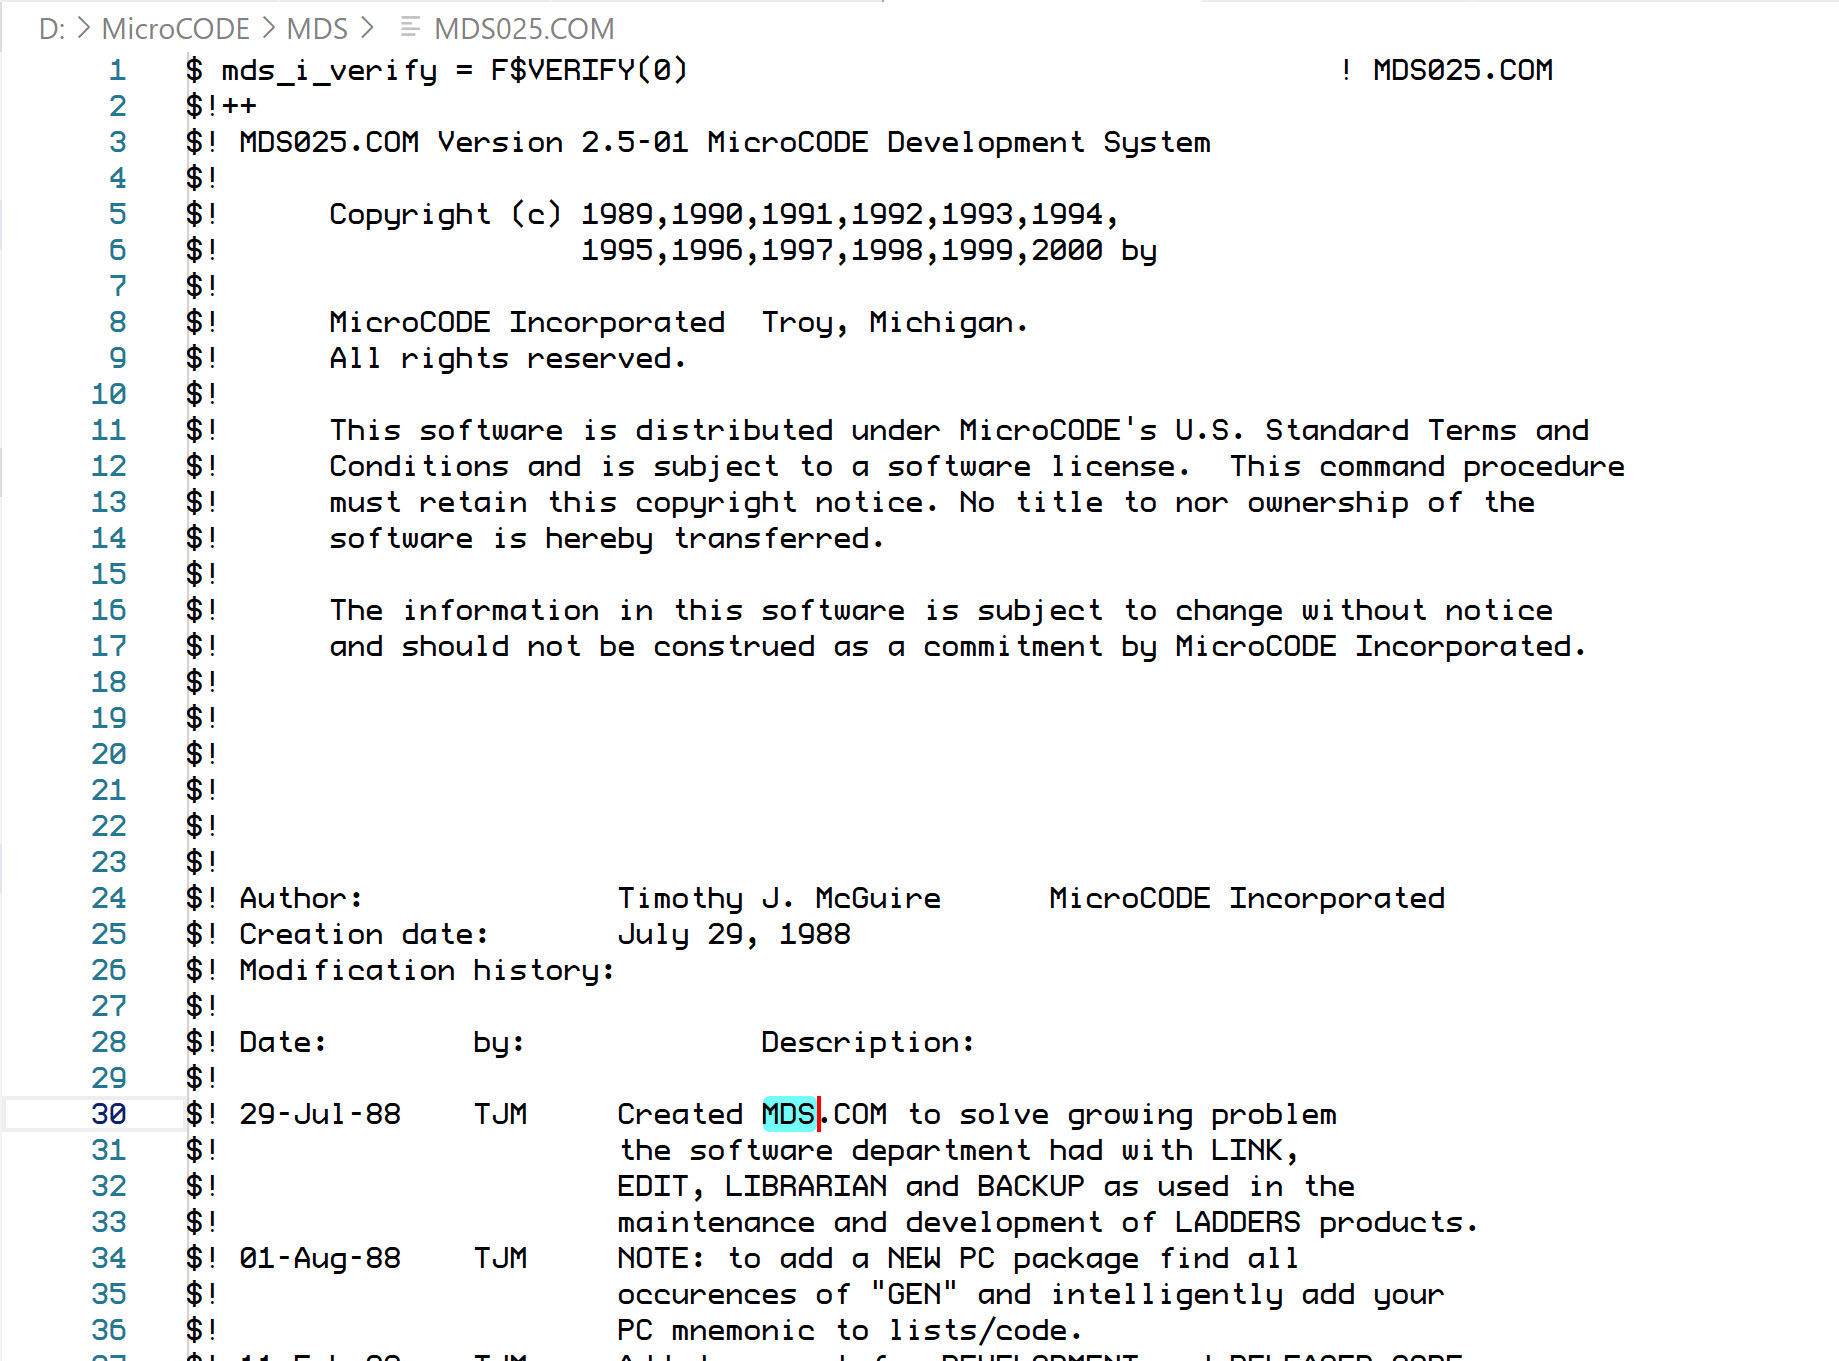 D: > MicroCODE > MDS > MDS025.COM
1 $ mds_i_verify = F$VERIFY(0) ! MDS025.COM
2 $!++
3 $! MDS025.COM Version 2.5-01 MicroCODE Development System
4 $!
5 $! Copyright (c) 1989,1990,1991,1992,1993,1994,
6 $! 1995,1996,1997,1998,1999,2000 by
7 $!
8 $! MicroCODE Incorporated Troy, Michigan.
9 $! All rights reserved.
10 $!
11 $! This software is distributed under MicroCODE's U.S. Standard Terms and
12 $! Conditions and is subject to a software license. This command procedure
13 $! must retain this copyright notice. No title to nor ownership of the
14 $! software is hereby transferred.
15 $!
16 $! The information in this software is subject to change without notice
17 $! and should not be construed as a commitment by MicroCODE Incorporated.
18 $!
19 $!
20 $!
21 $!
22 $!
23 $!
24 $! Author: Timothy J. McGuire MicroCODE Incorporated
25 $! Creation date: July 29, 1988
26 $! Modification history:
27 $!
28 $! Date: by: Description:
29 $!
30 $! 29-Jul-88 TJM Created MDS.COM to solve growing problem
31 $! the software department had with LINK,
32 $! EDIT, LIBRARIAN and BACKUP as used in the
33 $! maintenance and development of LADDERS products.
34 $! 01-Aug-88 TJM NOTE: to add a NEW PC package find all
35 $! occurences of "GEN" and intelligently add your
36 $! PC mnemonic to lists/code.